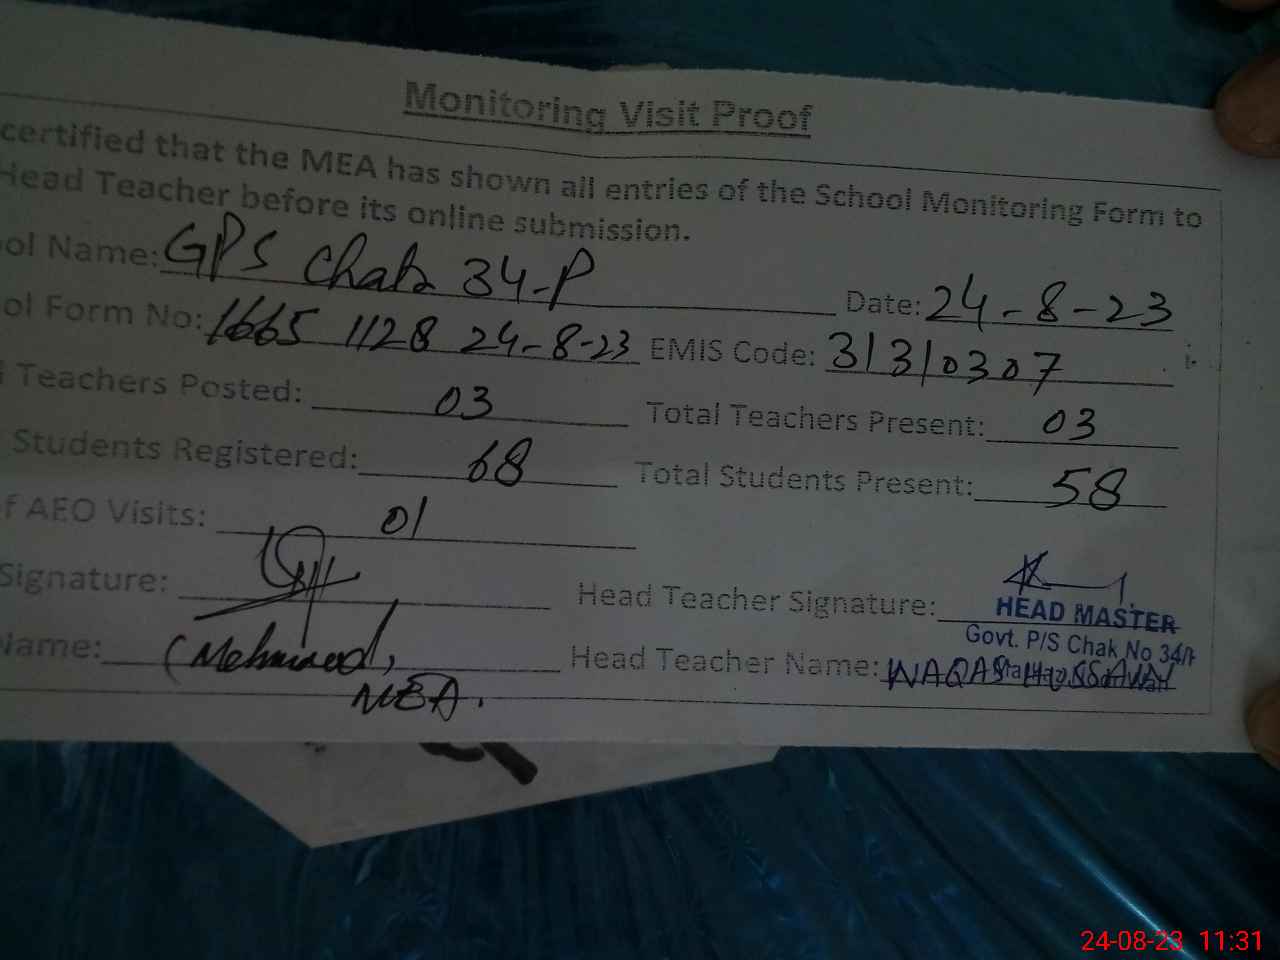 Monitoring Visit Proof
certified that the MEA has shown all entries of the School Monitoring Form to
Head Teacher before its online submission.
ol Name: GPS Chak 34-P
Date: 24-8-23
ol Form No: 1665 1128 24-8-23 EMIS Code: 31310307
Teachers Posted: 03 Total Teachers Present: 03
Students Registered: 68 Total Students Present: 58
f AEO Visits: 01
Signature: Head Teacher Signature:
HEAD MASTER
Govt. P/S Chak No 34/P
Name: (Mehmood, Head Teacher Name: WAQAS
MEA.
24-08-23 11:31